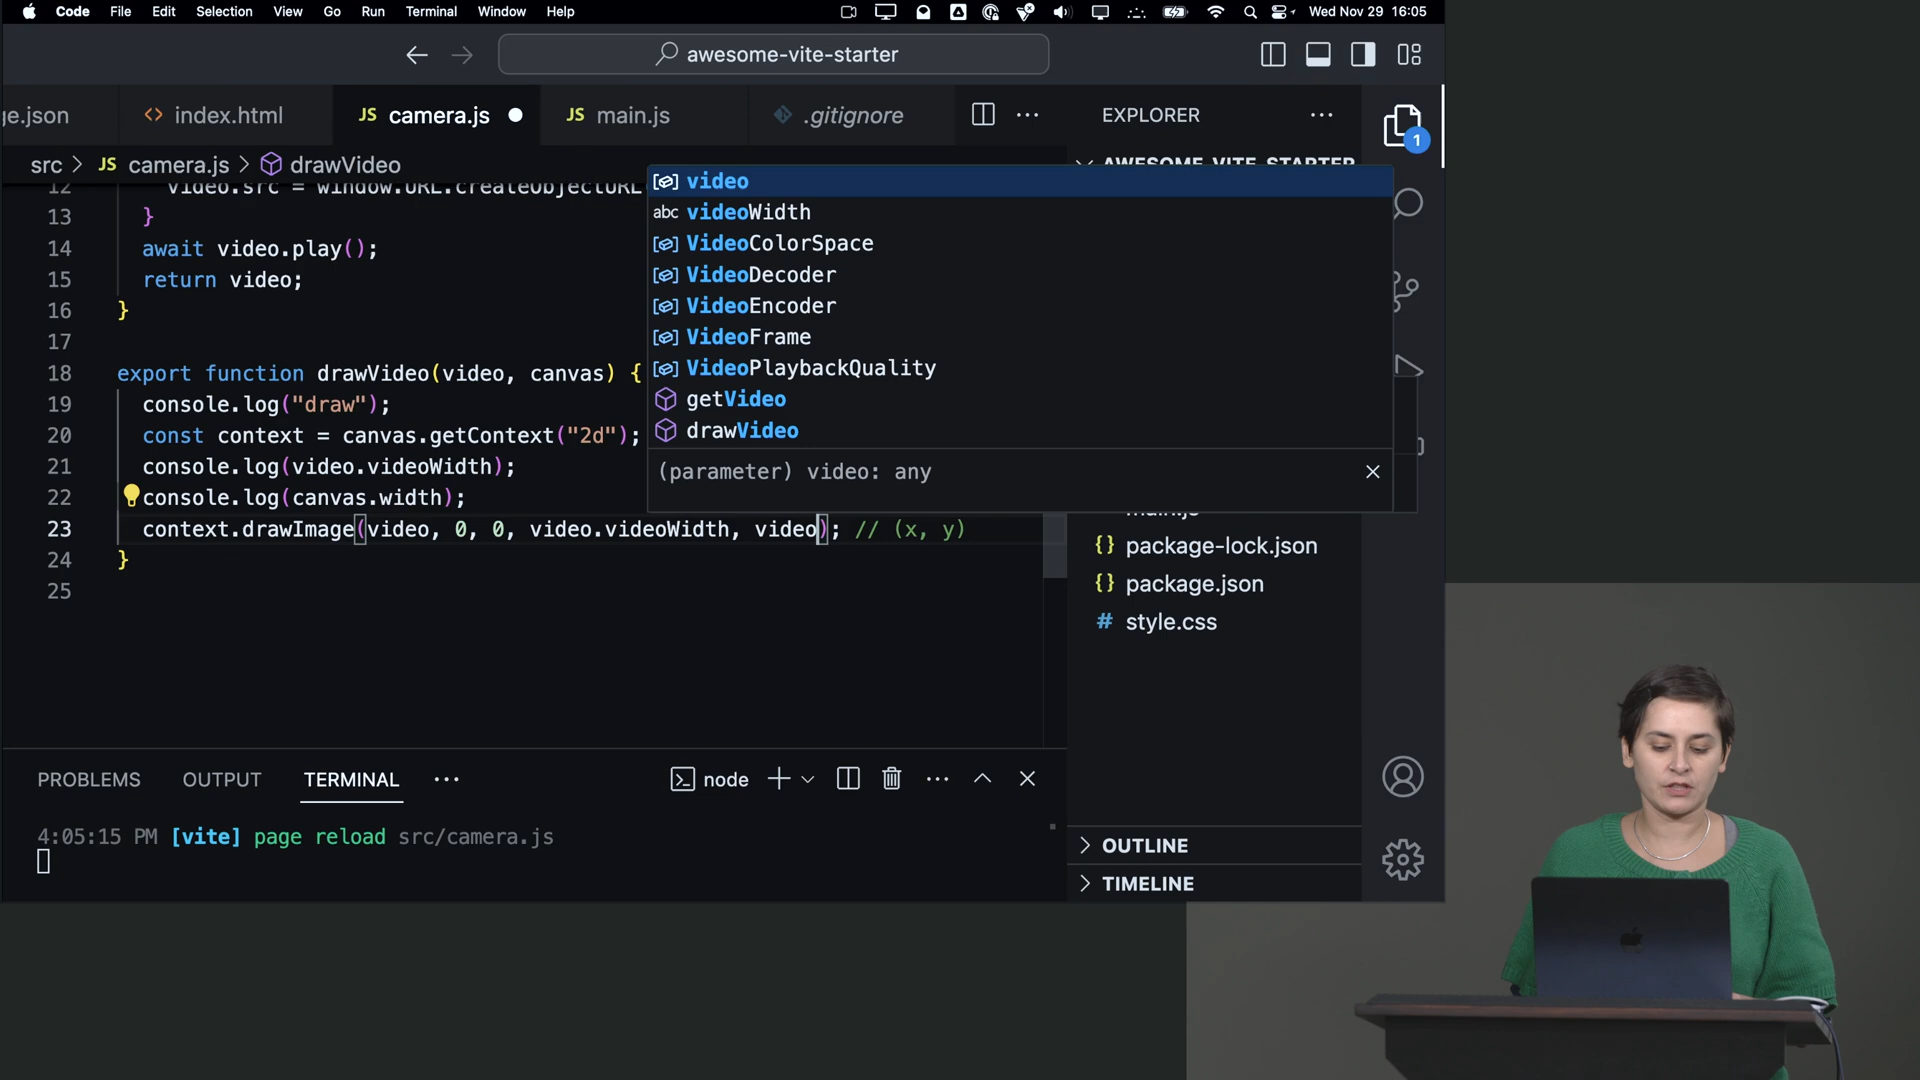 Code File Edit Selection View Go Run Terminal Window Help Wed Nov 29 16:05
awesome-vite-starter
ge.json <> index.html JS camera.js JS main.js .gitignore
EXPLORER
1
src > JS camera.js > drawVideo
AWESOME-VITE-STARTER
12 video.src = window.URL.createObjectURL
13 }
14 await video.play();
15 return video;
16 }
17
18 export function drawVideo(video, canvas) {
19 console.log("draw");
20 const context = canvas.getContext("2d");
21 console.log(video.videoWidth);
22 console.log(canvas.width);
23 context.drawImage(video, 0, 0, video.videoWidth, video); // (x, y)
24 }
25
video
abc videoWidth
VideoColorSpace
VideoDecoder
VideoEncoder
VideoFrame
VideoPlaybackQuality
getVideo
drawVideo
(parameter) video: any
main.js
{} package-lock.json
{} package.json
# style.css
PROBLEMS OUTPUT TERMINAL
node
4:05:15 PM [vite] page reload src/camera.js
OUTLINE
TIMELINE